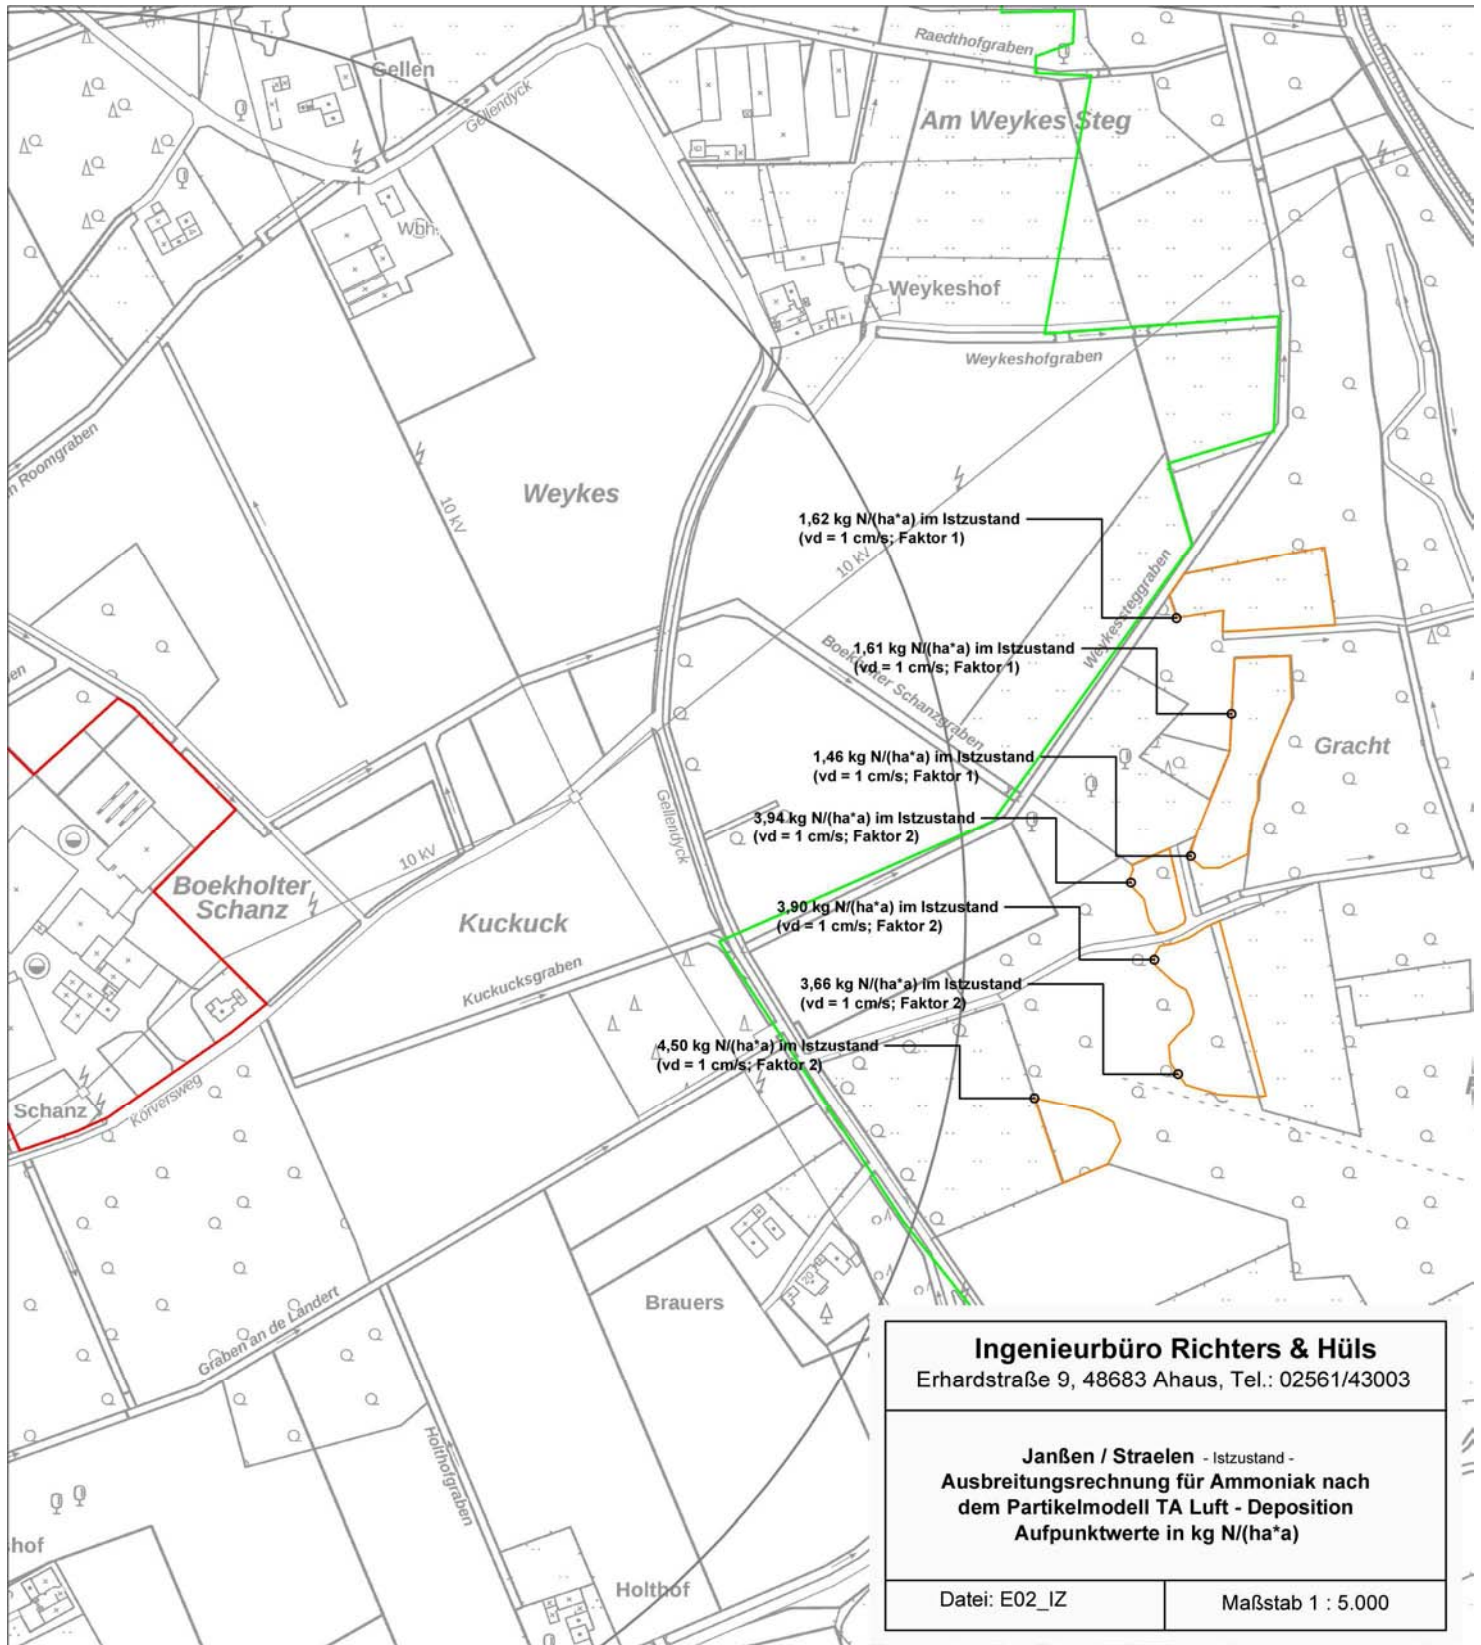 T.
Gellen
Gellendyck
Raedthofgraben
Am Weykes Steg
Wbh.
Weykeshof
Weykeshofgraben
Roomgraben
Weykes
10 kV
1,62 kg N/(ha*a) im Istzustand
(vd = 1 cm/s; Faktor 1)
10 kV
Weykessteggraben
Boekholter Schanzgraben
1,61 kg N/(ha*a) im Istzustand
(vd = 1 cm/s; Faktor 1)
Gracht
1,46 kg N/(ha*a) im Istzustand
(vd = 1 cm/s; Faktor 1)
Gellendyck
3,94 kg N/(ha*a) im Istzustand
(vd = 1 cm/s; Faktor 2)
10 kV
Boekholter
Schanz
Kuckuck
3,90 kg N/(ha*a) im Istzustand
(vd = 1 cm/s; Faktor 2)
Kuckucksgraben
3,66 kg N/(ha*a) im Istzustand
(vd = 1 cm/s; Faktor 2)
4,50 kg N/(ha*a) im Istzustand
(vd = 1 cm/s; Faktor 2)
Schanz
Körversweg
Brauers
20
Graben an de Landert
Holthofgraben
hof
Holthof
Ingenieurbüro Richters & Hüls
Erhardstraße 9, 48683 Ahaus, Tel.: 02561/43003
Janßen / Straelen - Istzustand -
Ausbreitungsrechnung für Ammoniak nach
dem Partikelmodell TA Luft - Deposition
Aufpunktwerte in kg N/(ha*a)
Datei: E02_IZ
Maßstab 1 : 5.000